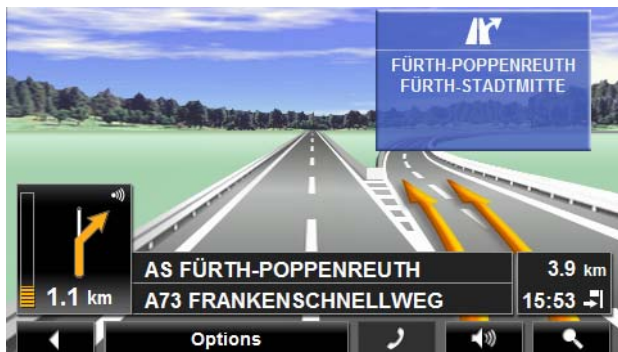 FÜRTH-POPPENREUTH
FÜRTH-STADTMITTE
AS FÜRTH-POPPENREUTH
3.9 km
1.1 km
A73 FRANKENSCHNELLWEG
15:53
Options